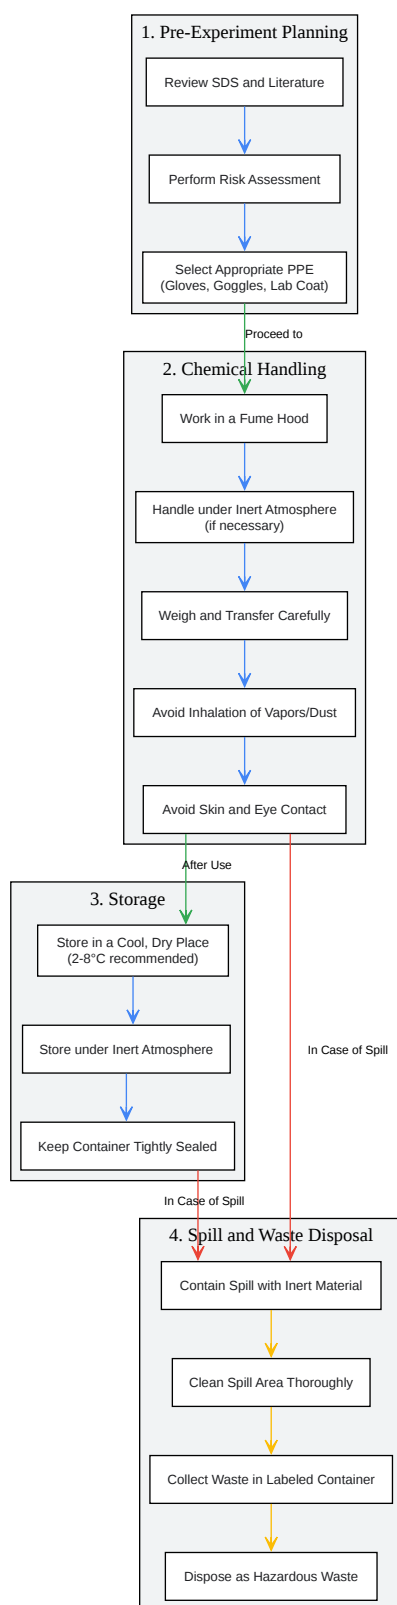 1. Pre-Experiment Planning
Review SDS and Literature
Perform Risk Assessment
Select Appropriate PPE
(Gloves, Goggles, Lab Coat)
Proceed to
2. Chemical Handling
Work in a Fume Hood
Handle under Inert Atmosphere
(if necessary)
Weigh and Transfer Carefully
Avoid Inhalation of Vapors/Dust
Avoid Skin and Eye Contact
After Use
3. Storage
Store in a Cool, Dry Place
(2-8°C recommended)
Store under Inert Atmosphere
In Case of Spill
Keep Container Tightly Sealed
In Case of Spill
4. Spill and Waste Disposal
Contain Spill with Inert Material
Clean Spill Area Thoroughly
Collect Waste in Labeled Container
Dispose as Hazardous Waste